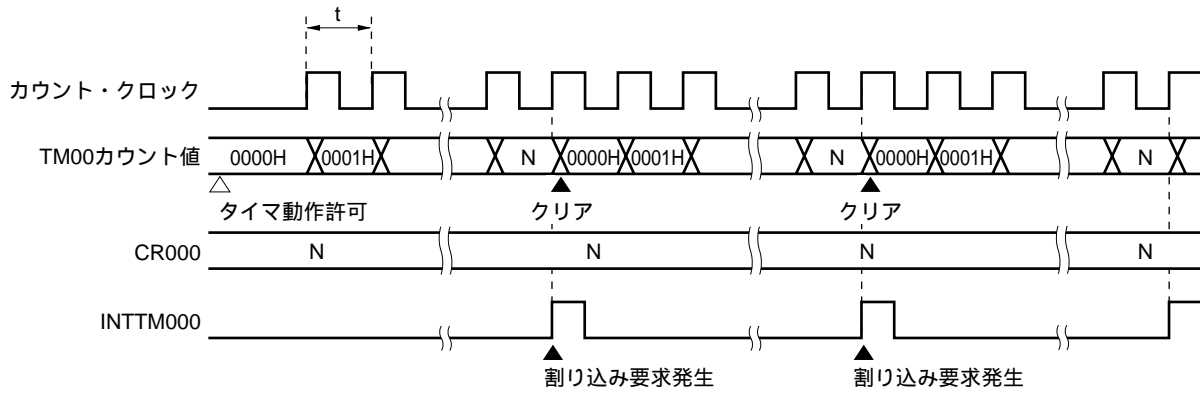 t
カウント・クロック
TM00カウント値 0000H 0001H N 0000H 0001H N 0000H 0001H N
タイマ動作許可 クリア クリア
CR000 N N N N
INTTM000
割り込み要求発生 割り込み要求発生